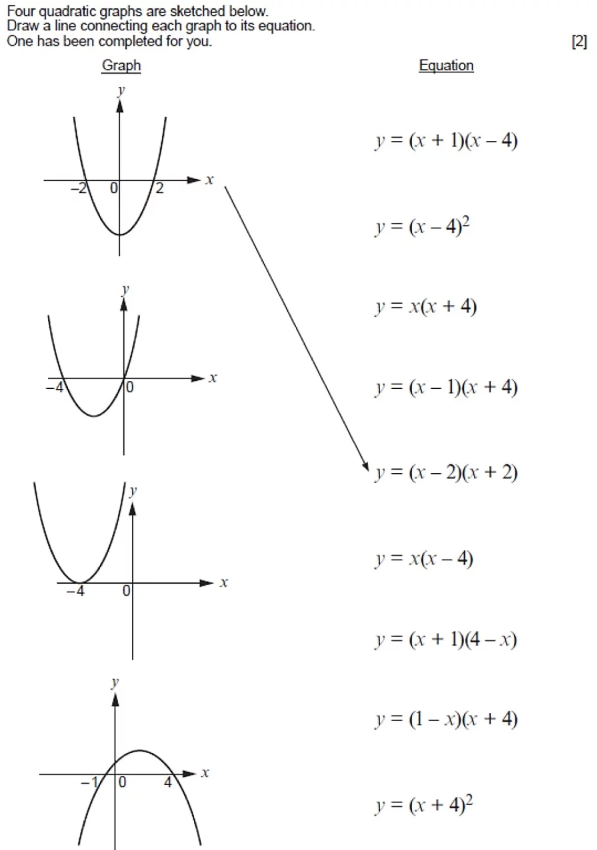 Four quadratic graphs are sketched below.
Draw a line connecting each graph to its equation.
One has been completed for you. [2]
Graph Equation
y
−2 0 2 x
y = (x + 1)(x – 4)
y = (x – 4)²
y
−4 0 x
y = x(x + 4)
y = (x – 1)(x + 4)
y = (x – 2)(x + 2)
y
−4 0 x
y = x(x – 4)
y = (x + 1)(4 – x)
y
−1 0 4 x
y = (1 – x)(x + 4)
y = (x + 4)²